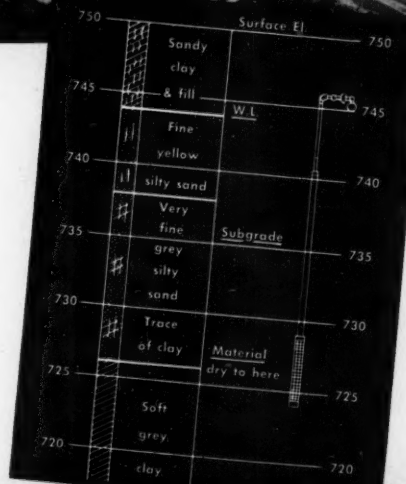 750 Surface El. 750
Sandy
clay
745 & fill 745
W.L.
Fine
yellow
740 740
silty sand
Very
fine
735 Subgrade 735
grey
silty
sand
730 730
Trace
of clay
Material
dry to here
725 725
Soft
grey
720 720
clay